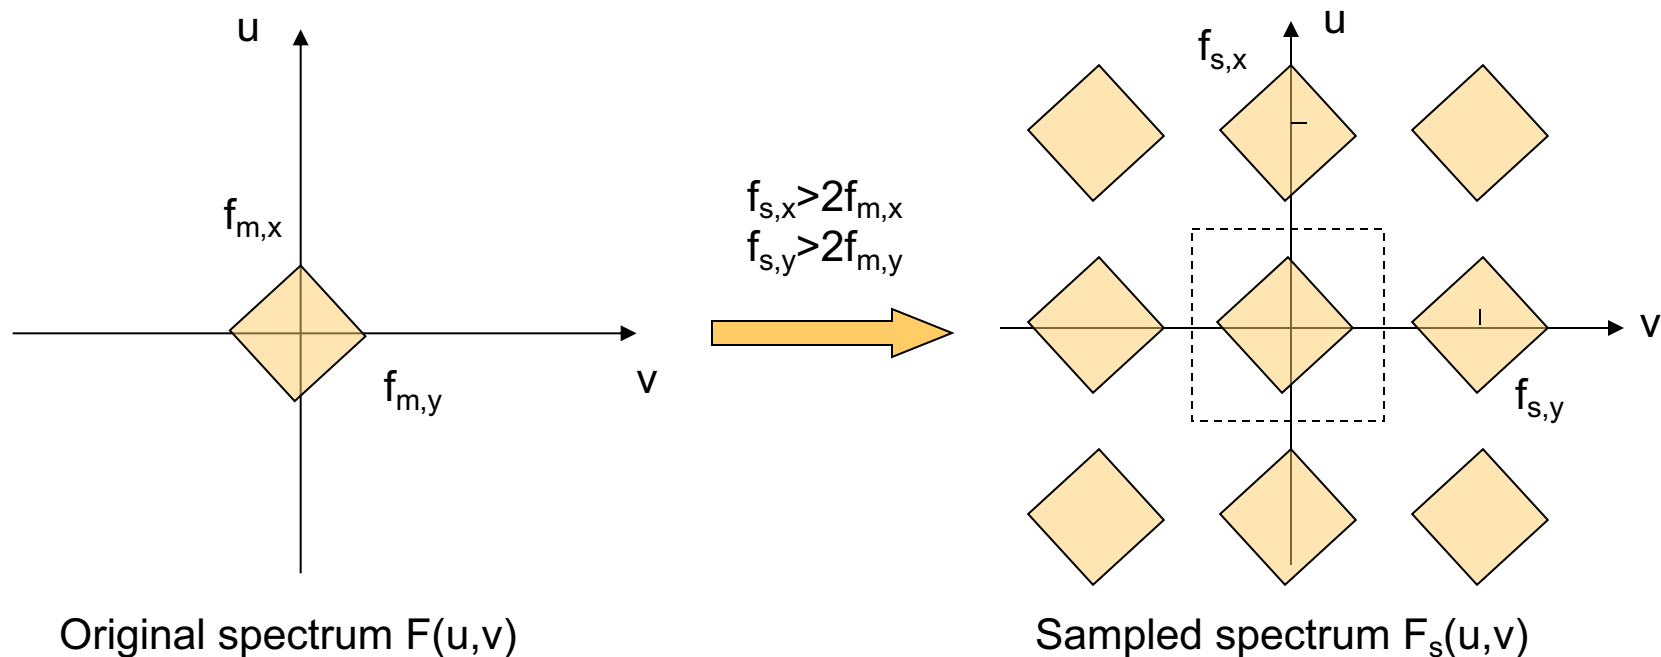 u
f_m,x
f_m,y
v
Original spectrum F(u,v)
f_s,x>2f_m,x
f_s,y>2f_m,y
u
f_s,x
v
f_s,y
Sampled spectrum F_s(u,v)